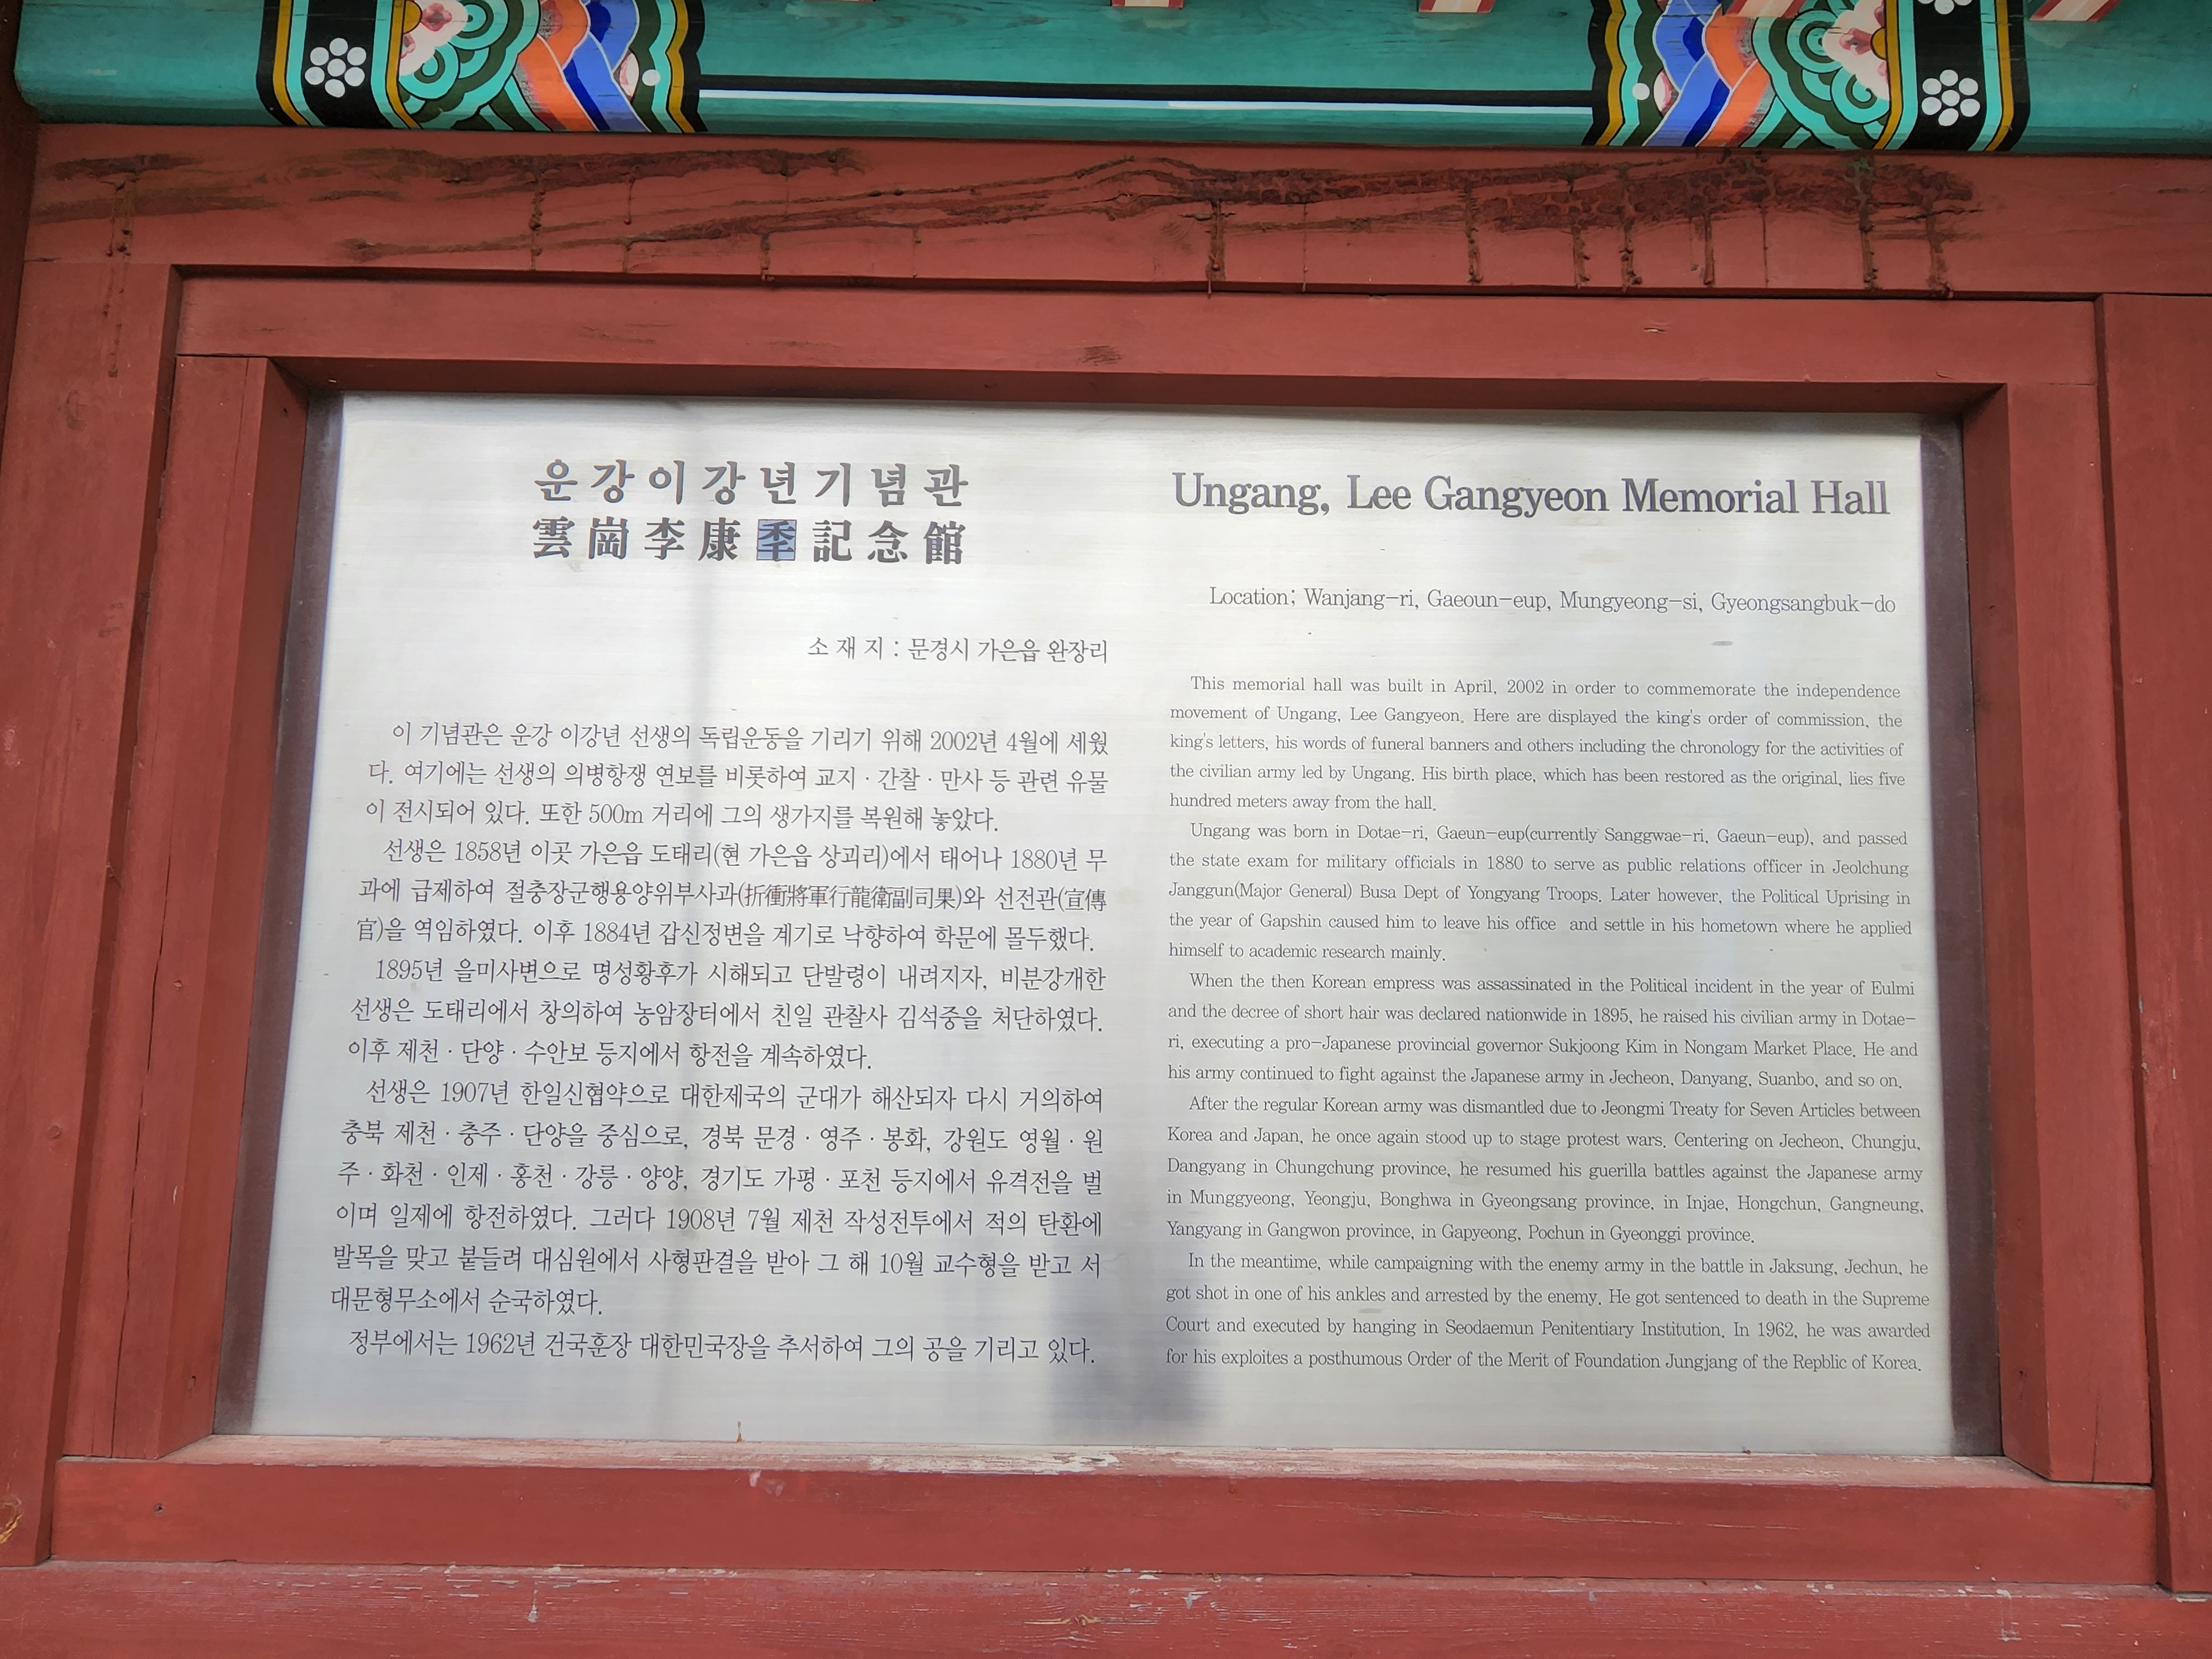 운강이강년기념관
雲崗李康秊記念館
소 재 지 : 문경시 가은읍 완장리
이 기념관은 운강 이강년 선생의 독립운동을 기리기 위해 2002년 4월에 세웠
다. 여기에는 선생의 의병항쟁 연보를 비롯하여 교지 · 간찰 · 만사 등 관련 유물
이 전시되어 있다. 또한 500m 거리에 그의 생가지를 복원해 놓았다.
선생은 1858년 이곳 가은읍 도태리(현 가은읍 상괴리)에서 태어나 1880년 무
과에 급제하여 절충장군행용양위부사과(折衝將軍行龍衛副司果)와 선전관(宣傳
官)을 역임하였다. 이후 1884년 갑신정변을 계기로 낙향하여 학문에 몰두했다.
1895년 을미사변으로 명성황후가 시해되고 단발령이 내려지자, 비분강개한
선생은 도태리에서 창의하여 농암장터에서 친일 관찰사 김석중을 처단하였다.
이후 제천 · 단양 · 수안보 등지에서 항전을 계속하였다.
선생은 1907년 한일신협약으로 대한제국의 군대가 해산되자 다시 거의하여
충북 제천 · 충주 · 단양을 중심으로, 경북 문경 · 영주 · 봉화, 강원도 영월 · 원
주 · 화천 · 인제 · 홍천 · 강릉 · 양양, 경기도 가평 · 포천 등지에서 유격전을 벌
이며 일제에 항전하였다. 그러다 1908년 7월 제천 작성전투에서 적의 탄환에
발목을 맞고 붙들려 대심원에서 사형판결을 받아 그 해 10월 교수형을 받고 서
대문형무소에서 순국하였다.
정부에서는 1962년 건국훈장 대한민국장을 추서하여 그의 공을 기리고 있다.
Ungang, Lee Gangyeon Memorial Hall
Location; Wanjang-ri, Gaeoun-eup, Mungyeong-si, Gyeongsangbuk-do
This memorial hall was built in April, 2002 in order to commemorate the independence
movement of Ungang, Lee Gangyeon. Here are displayed the king's order of commission, the
king's letters, his words of funeral banners and others including the chronology for the activities of
the civilian army led by Ungang. His birth place, which has been restored as the original, lies five
hundred meters away from the hall.
Ungang was born in Dotae-ri, Gaeun-eup(currently Sanggwae-ri, Gaeun-eup), and passed
the state exam for military officials in 1880 to serve as public relations officer in Jeolchung
Janggun(Major General) Busa Dept of Yongyang Troops. Later however, the Political Uprising in
the year of Gapshin caused him to leave his office and settle in his hometown where he applied
himself to academic research mainly.
When the then Korean empress was assassinated in the Political incident in the year of Eulmi
and the decree of short hair was declared nationwide in 1895, he raised his civilian army in Dotae-
ri, executing a pro-Japanese provincial governor Sukjoong Kim in Nongam Market Place. He and
his army continued to fight against the Japanese army in Jecheon, Danyang, Suanbo, and so on.
After the regular Korean army was dismantled due to Jeongmi Treaty for Seven Articles between
Korea and Japan, he once again stood up to stage protest wars. Centering on Jecheon, Chungju,
Dangyang in Chungchung province, he resumed his guerilla battles against the Japanese army
in Munggyeong, Yeongju, Bonghwa in Gyeongsang province, in Injae, Hongchun, Gangneung,
Yangyang in Gangwon province, in Gapyeong, Pochun in Gyeonggi province.
In the meantime, while campaigning with the enemy army in the battle in Jaksung, Jechun, he
got shot in one of his ankles and arrested by the enemy. He got sentenced to death in the Supreme
Court and executed by hanging in Seodaemun Penitentiary Institution. In 1962, he was awarded
for his exploites a posthumous Order of the Merit of Foundation Jungjang of the Repblic of Korea.